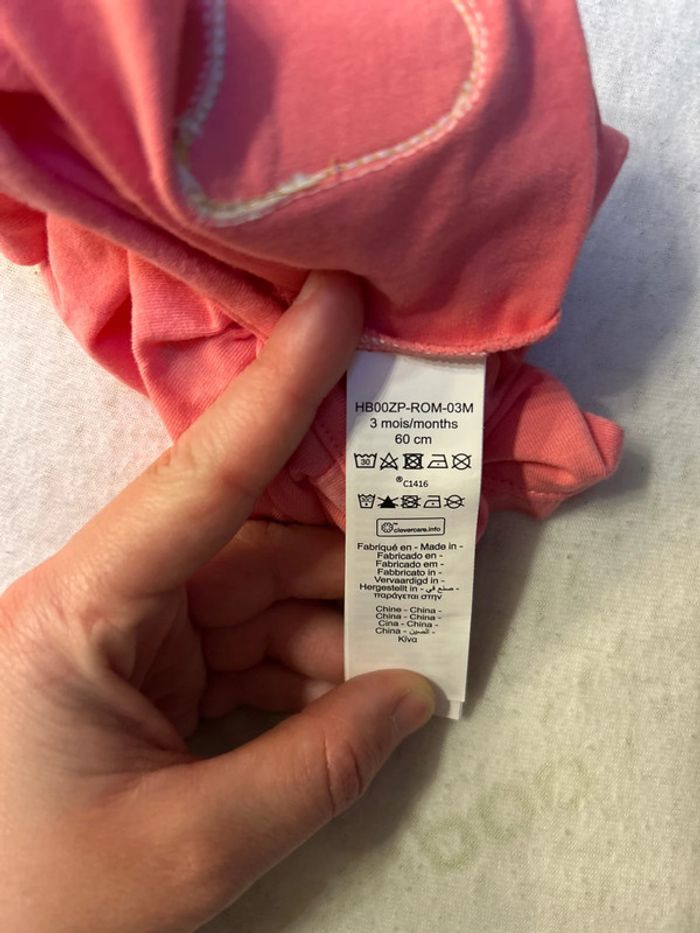 HB00ZP-ROM-03M
3 mois/months
60 cm
30
®C1416
™
clevercare.info
Fabriqué en - Made in -
Fabricado en -
Fabricado em -
Fabbricato in -
Vervaardigd in -
Hergestellt in - صنع في -
παράγεται στην
Chine - China -
China - China -
Cina - China -
China - الصين -
Κίνα